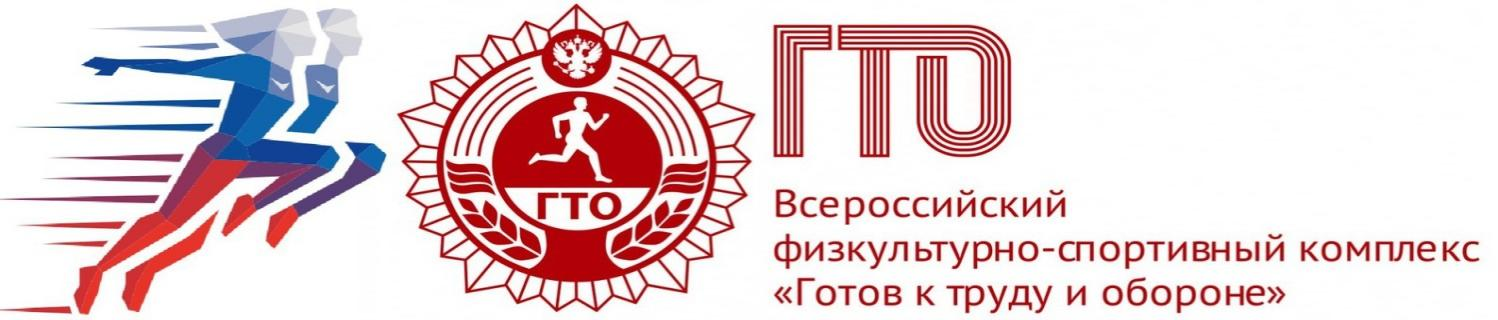 ГТО
ГТО
Всероссийский
физкультурно-спортивный комплекс
«Готов к труду и обороне»